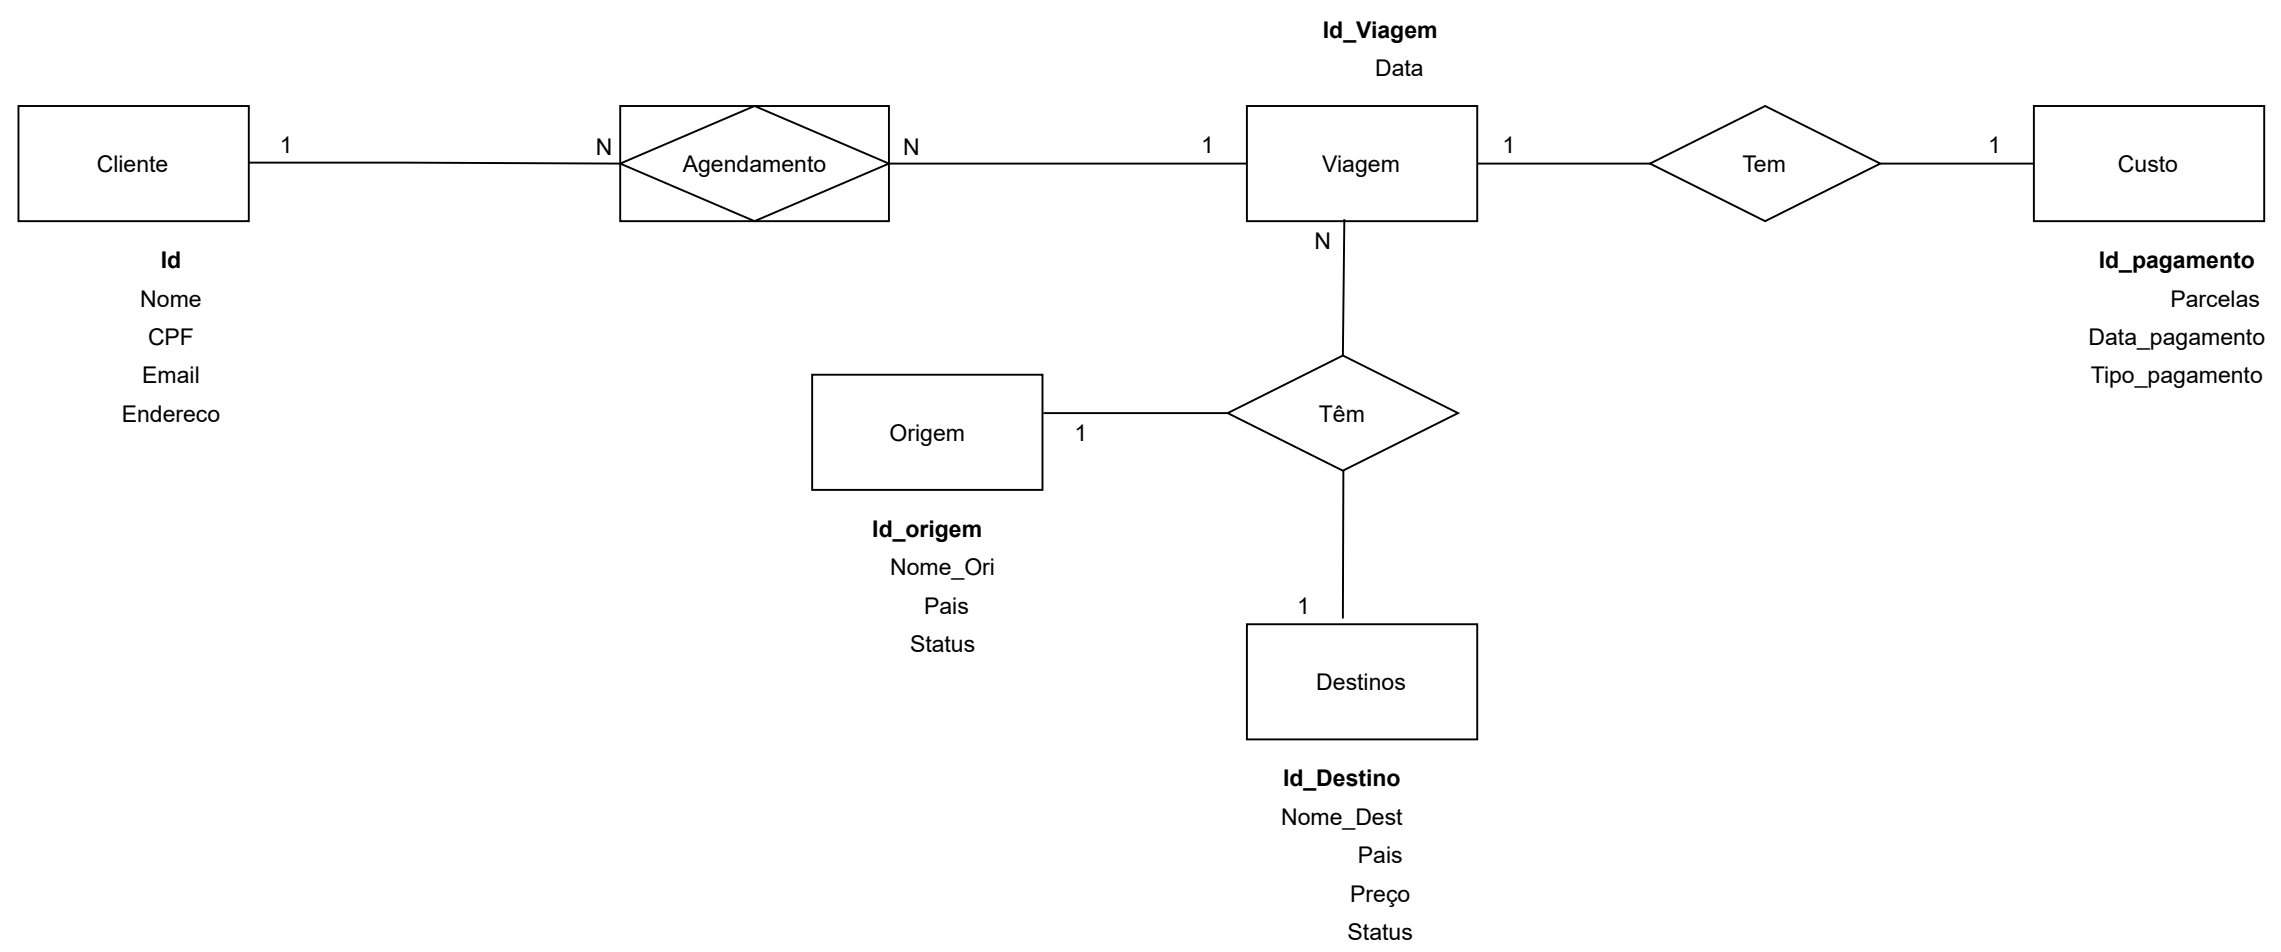 Id_Viagem
Data
Cliente
1
N
Agendamento
N
1
Viagem
1
Tem
1
Custo
Id
Nome
CPF
Email
Endereco
Id_pagamento
Parcelas
Data_pagamento
Tipo_pagamento
N
Origem
1
Têm
Id_origem
Nome_Ori
Pais
Status
1
Destinos
Id_Destino
Nome_Dest
Pais
Preço
Status